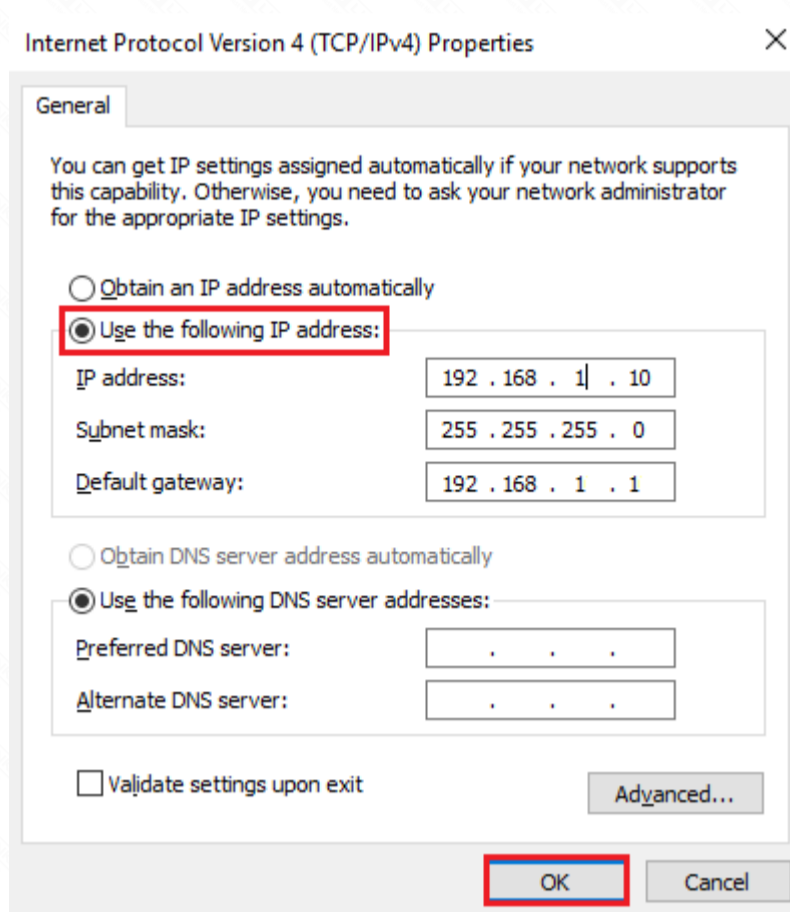 Internet Protocol Version 4 (TCP/IPv4) Properties
General
You can get IP settings assigned automatically if your network supports
this capability. Otherwise, you need to ask your network administrator
for the appropriate IP settings.
Obtain an IP address automatically
Use the following IP address:
IP address: 192 . 168 . 1 . 10
Subnet mask: 255 . 255 . 255 . 0
Default gateway: 192 . 168 . 1 . 1
Obtain DNS server address automatically
Use the following DNS server addresses:
Preferred DNS server: . . .
Alternate DNS server: . . .
Validate settings upon exit
Advanced...
OK Cancel